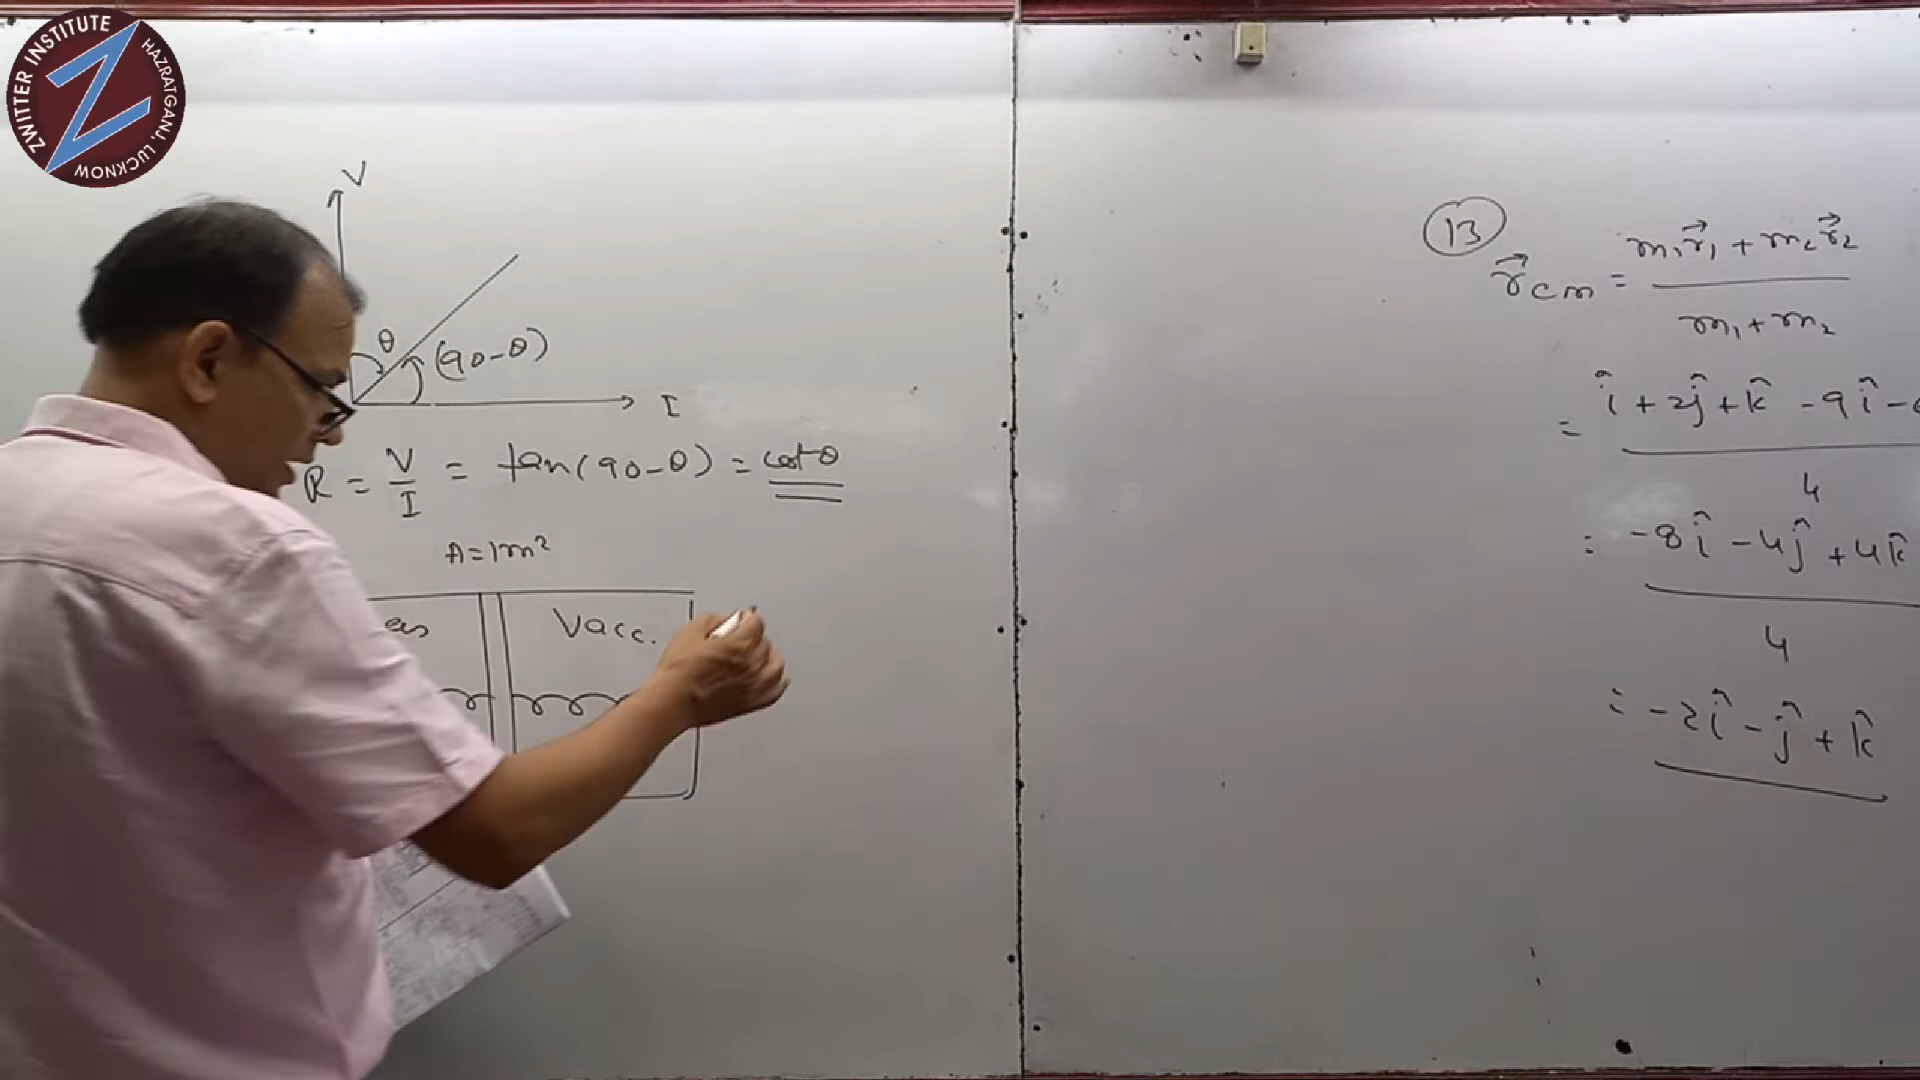 ZWITTER INSTITUTE
HAZRATGANJ, LUCKNOW
Z
V
θ
(90-θ)
I
R = V/I = tan(90-θ) = cot θ
A=1m²
Vacc.
13
r⃗cm = m₁r⃗₁ + m₂r⃗₂ / m₁+m₂
= î + 2ĵ + k̂ - 9î - / 4
= -8î - 4ĵ + 4k̂ / 4
= -2î - ĵ + k̂